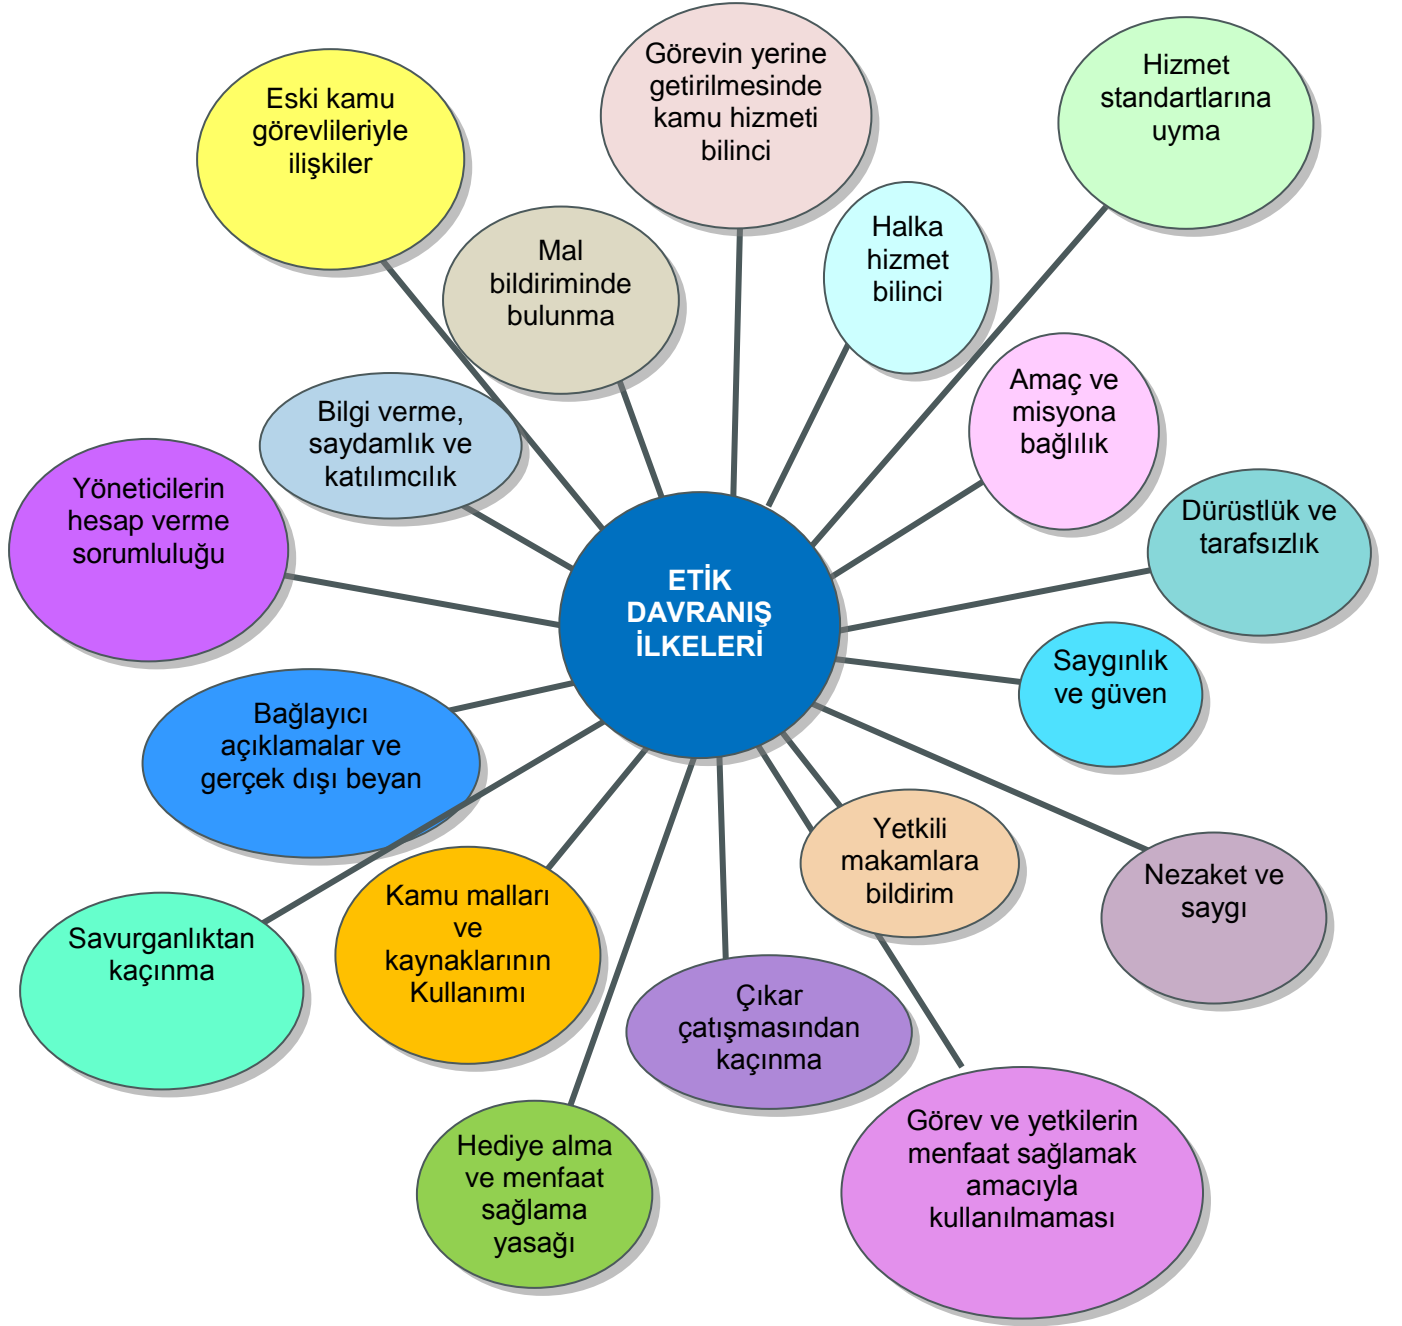 Görevin yerine
getirilmesinde
kamu hizmeti
bilinci
Hizmet
standartlarına
uyma
Eski kamu
görevlileriyle
ilişkiler
Halka
hizmet
bilinci
Mal
bildiriminde
bulunma
Amaç ve
misyona
bağlılık
Bilgi verme,
saydamlık ve
katılımcılık
Yöneticilerin
hesap verme
sorumluluğu
Dürüstlük ve
tarafsızlık
ETİK
DAVRANIŞ
İLKELERİ
Saygınlık
ve güven
Bağlayıcı
açıklamalar ve
gerçek dışı beyan
Yetkili
makamlara
bildirim
Nezaket ve
saygı
Kamu malları
ve
kaynaklarının
Kullanımı
Savurganlıktan
kaçınma
Çıkar
çatışmasından
kaçınma
Hediye alma
ve menfaat
sağlama
yasağı
Görev ve yetkilerin
menfaat sağlamak
amacıyla
kullanılmaması